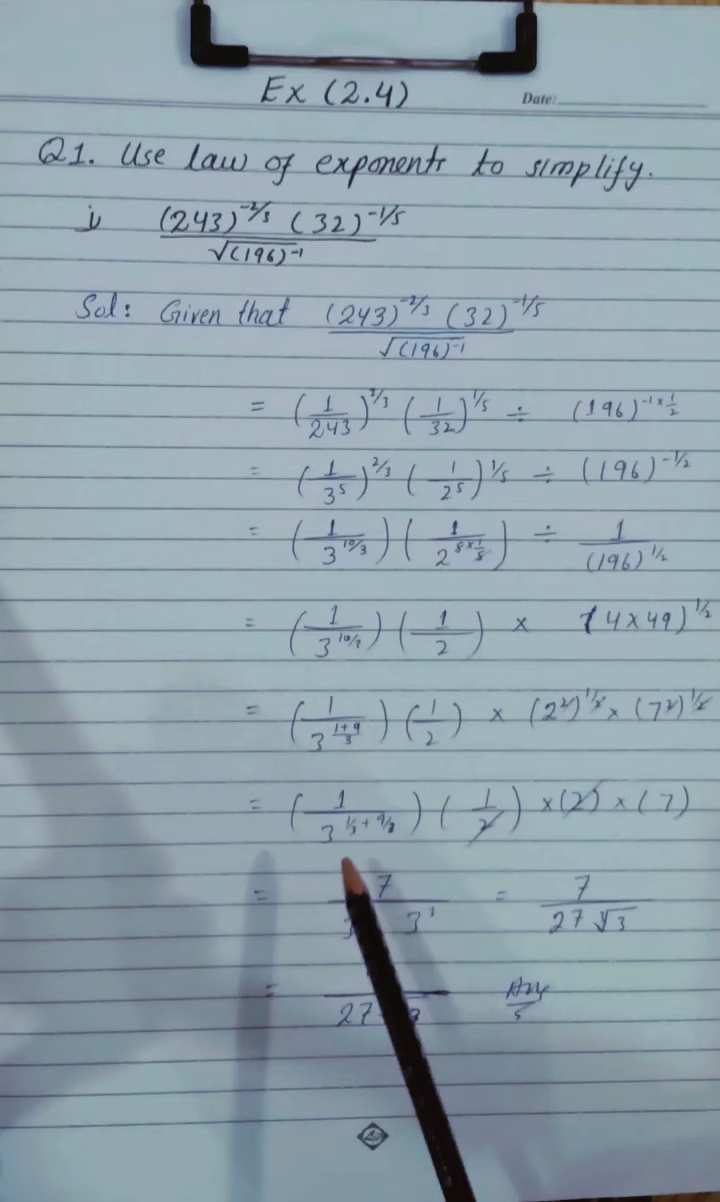 Ex (2.4)
Date:
Q1. Use law of exponents to simplify.
i) (243)^-2/3 (32)^-1/5
√(196)^-1
Sol: Given that (243)^-2/3 (32)^-1/5
√(196)^-1
= (1/243)^2/3 (1/32)^1/5 ÷ (196)^-1×1/2
= (1/3^5)^2/3 (1/2^5)^1/5 ÷ (196)^-1/2
= (1/3^10/3) (1/2^5×1/5) ÷ 1/(196)^1/2
= (1/3^10/3) (1/2) × (4×49)^1/2
= (1/3^(1+9)/3) (1/2) × (2^2)^1/2 × (7^2)^1/2
= (1/3^1/3+9/3) (1/2) × (2) × (7)
= 7 = 7
3 3 27 ∛3
=
27 3 Ans